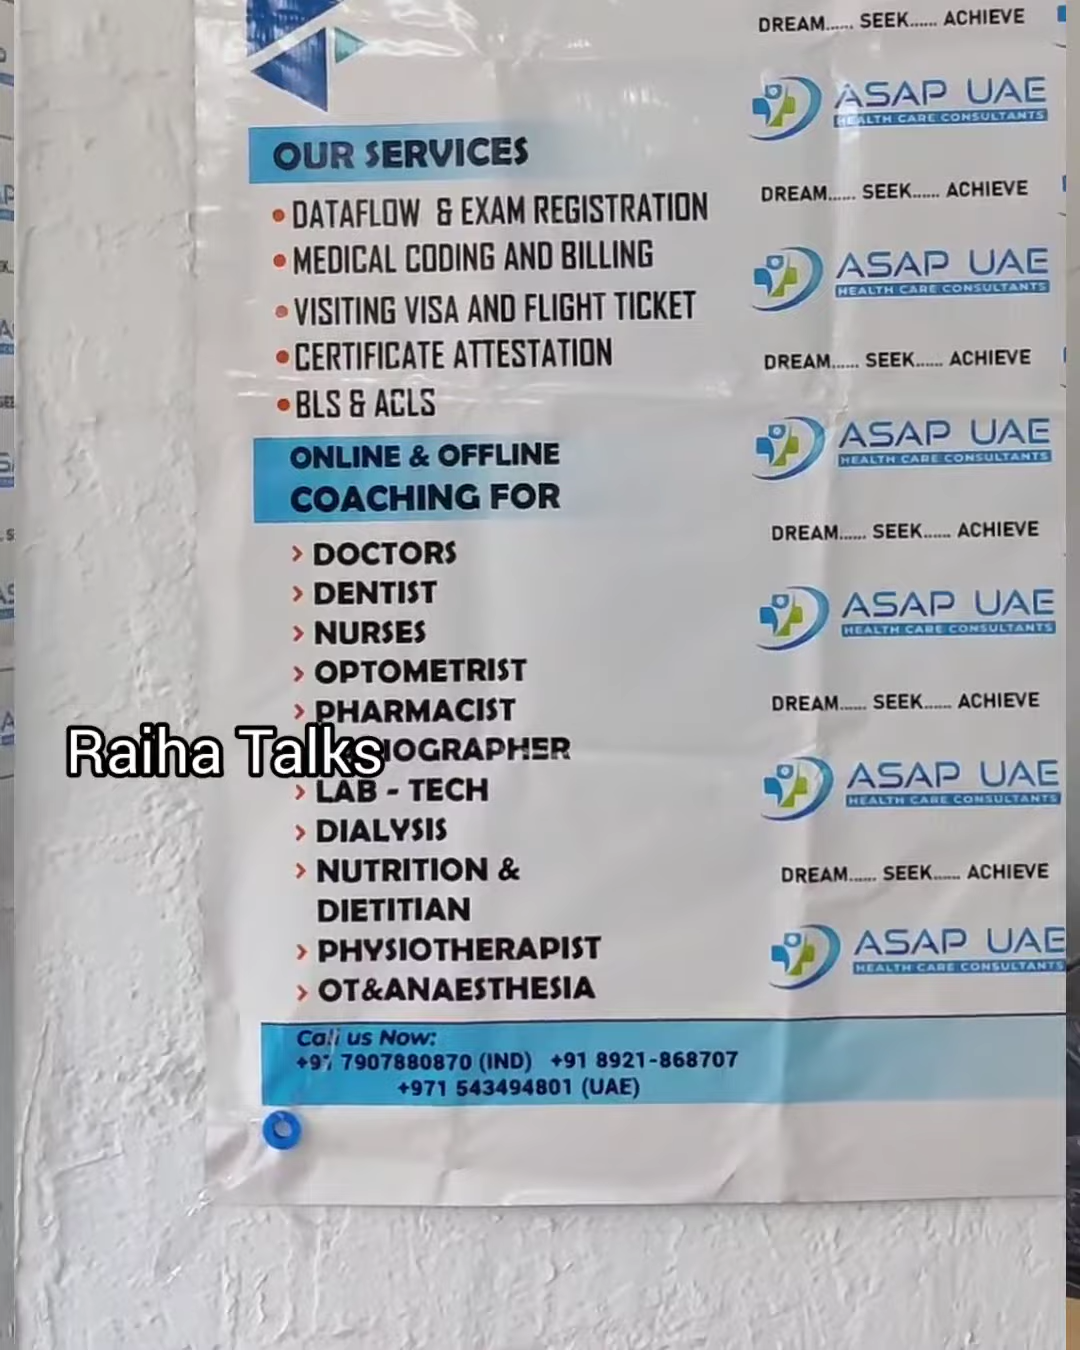 DREAM...... SEEK...... ACHIEVE
ASAP UAE
HEALTH CARE CONSULTANTS
OUR SERVICES
• DATAFLOW & EXAM REGISTRATION
• MEDICAL CODING AND BILLING
• VISITING VISA AND FLIGHT TICKET
• CERTIFICATE ATTESTATION
• BLS & ACLS
ONLINE & OFFLINE
COACHING FOR
> DOCTORS
> DENTIST
> NURSES
> OPTOMETRIST
> PHARMACIST
Raiha Talks
> LAB - TECH
> DIALYSIS
> NUTRITION &
DIETITIAN
> PHYSIOTHERAPIST
> OT&ANAESTHESIA
DREAM...... SEEK...... ACHIEVE
ASAP UAE
HEALTH CARE CONSULTANTS
DREAM...... SEEK...... ACHIEVE
ASAP UAE
HEALTH CARE CONSULTANTS
DREAM...... SEEK...... ACHIEVE
ASAP UAE
HEALTH CARE CONSULTANTS
DREAM...... SEEK...... ACHIEVE
ASAP UAE
HEALTH CARE CONSULTANTS
DREAM...... SEEK...... ACHIEVE
ASAP UAE
HEALTH CARE CONSULTANTS
Call us Now:
+91 7907880870 (IND) +91 8921-868707
+971 543494801 (UAE)